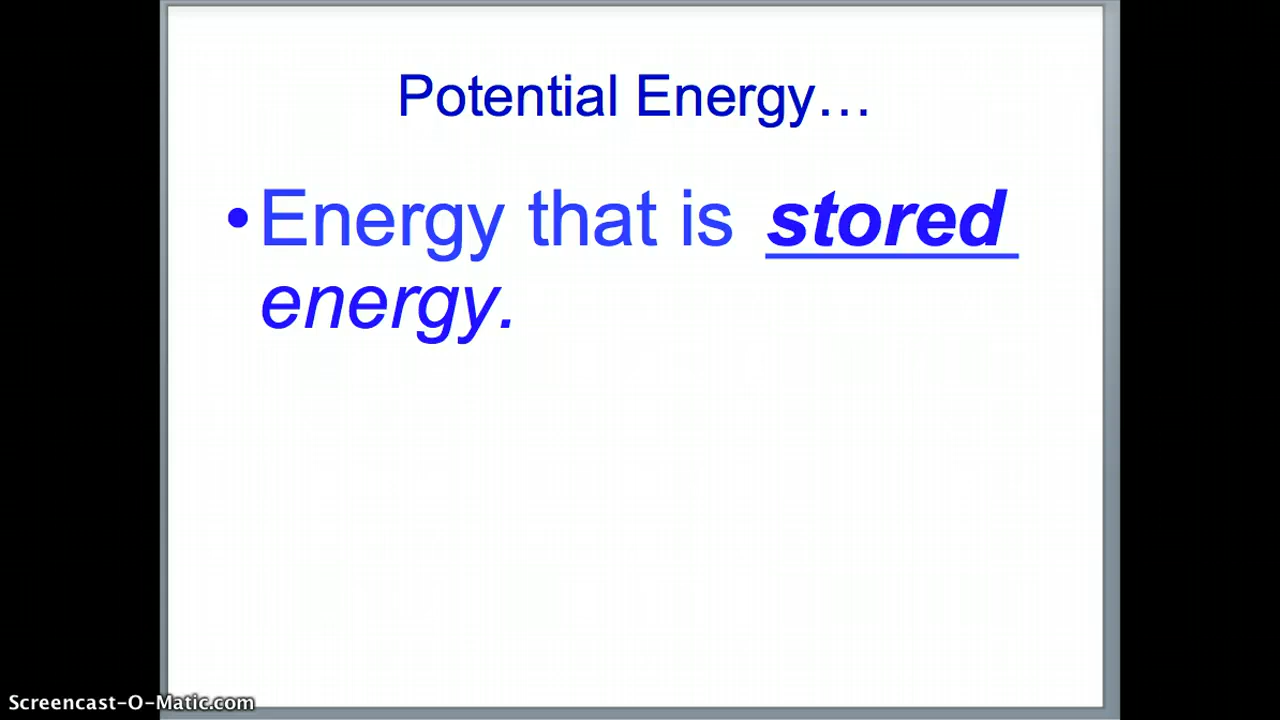 Potential Energy…
•Energy that is stored
energy.
Screencast-O-Matic.com